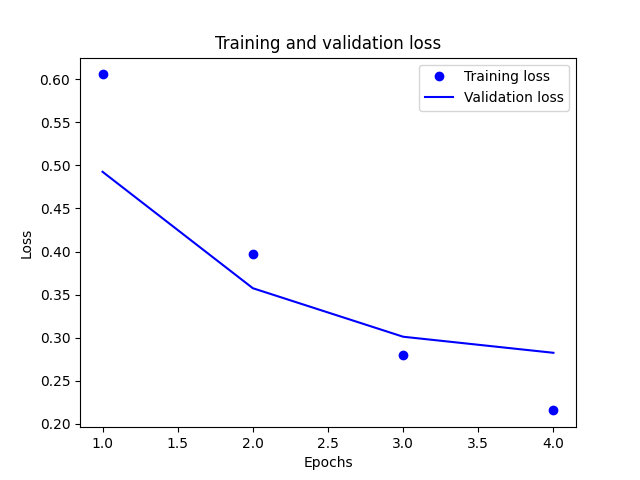 Training and validation loss
Training loss
Validation loss
0.60
0.55
0.50
0.45
0.40
0.35
0.30
0.25
0.20
Loss
1.0 1.5 2.0 2.5 3.0 3.5 4.0
Epochs